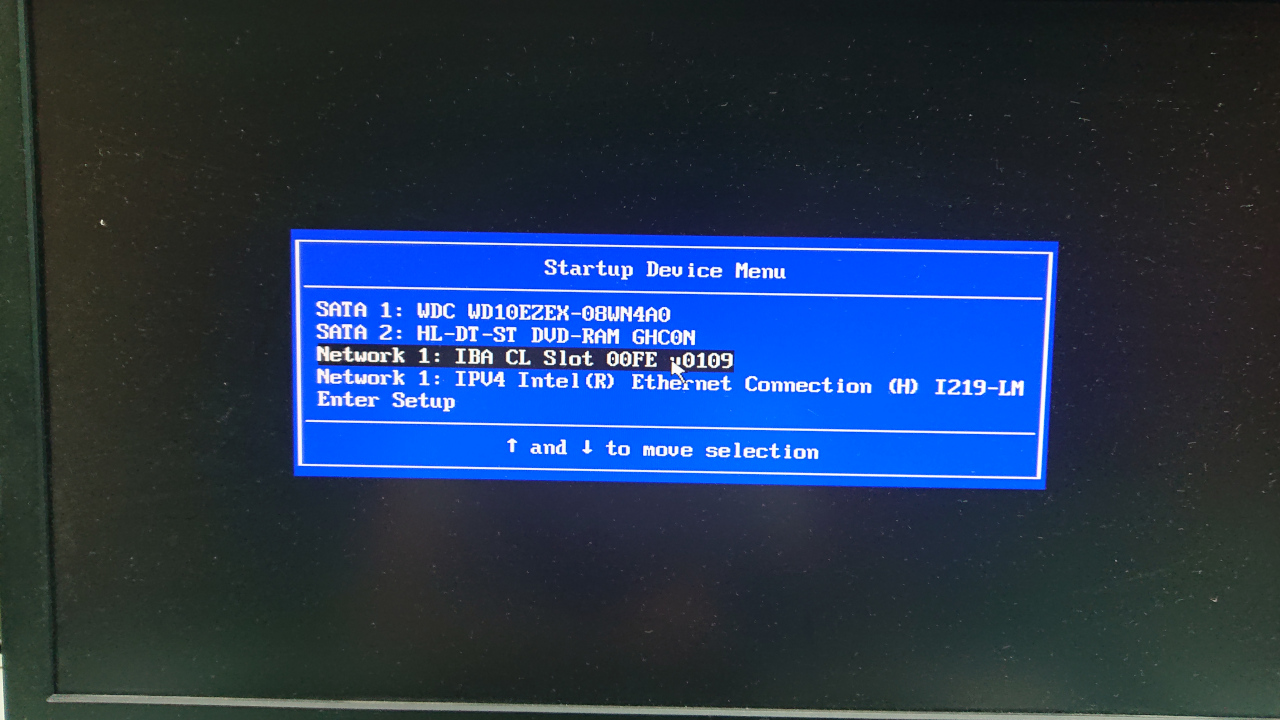 Startup Device Menu
SATA 1: WDC WD10EZEX-08WN4A0
SATA 2: HL-DT-ST DVD-RAM GHC0N
Network 1: IBA CL Slot 00FE v0109
Network 1: IPV4 Intel(R) Ethernet Connection (H) I219-LM
Enter Setup
↑ and ↓ to move selection